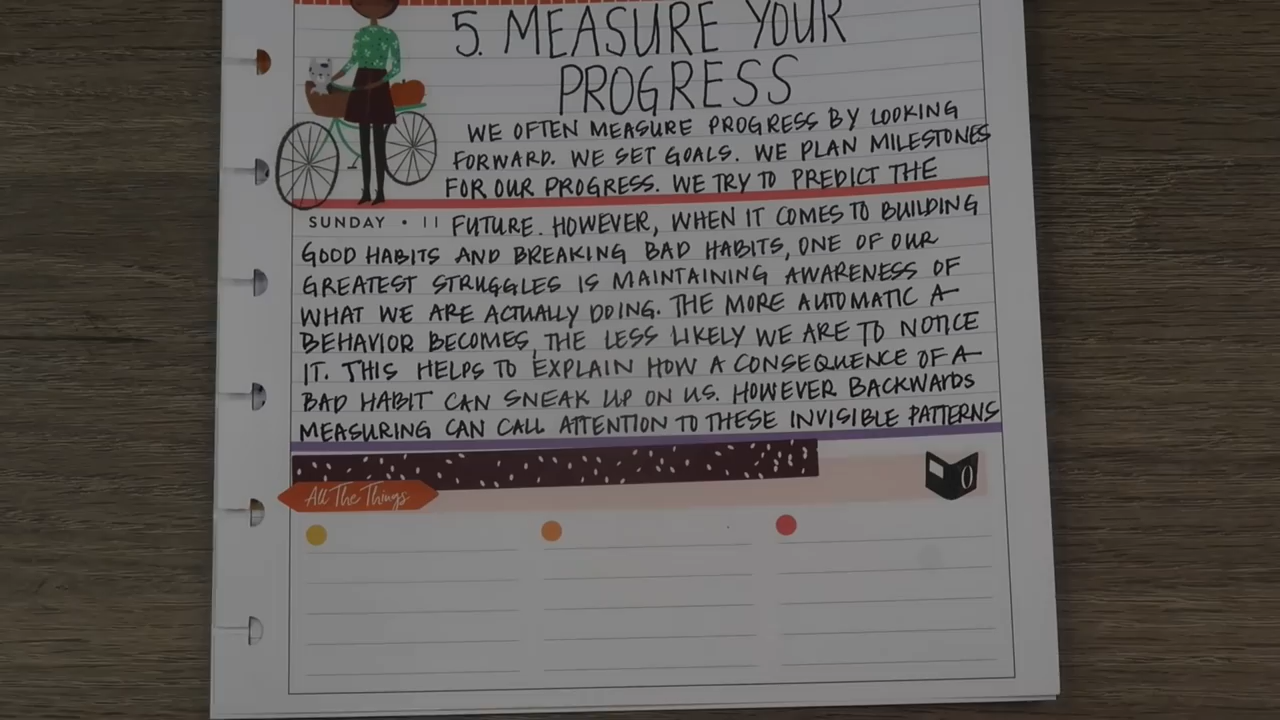 5. MEASURE YOUR
PROGRESS
WE OFTEN MEASURE PROGRESS BY LOOKING
FORWARD. WE SET GOALS. WE PLAN MILESTONES
FOR OUR PROGRESS. WE TRY TO PREDICT THE
SUNDAY • 11 FUTURE. HOWEVER, WHEN IT COMES TO BUILDING
GOOD HABITS AND BREAKING BAD HABITS, ONE OF OUR
GREATEST STRUGGLES IS MAINTAINING AWARENESS OF
WHAT WE ARE ACTUALLY DOING. THE MORE AUTOMATIC A
BEHAVIOR BECOMES, THE LESS LIKELY WE ARE TO NOTICE
IT. THIS HELPS TO EXPLAIN HOW A CONSEQUENCE OF A
BAD HABIT CAN SNEAK UP ON US. HOWEVER BACKWARDS
MEASURING CAN CALL ATTENTION TO THESE INVISIBLE PATTERNS
All The Things